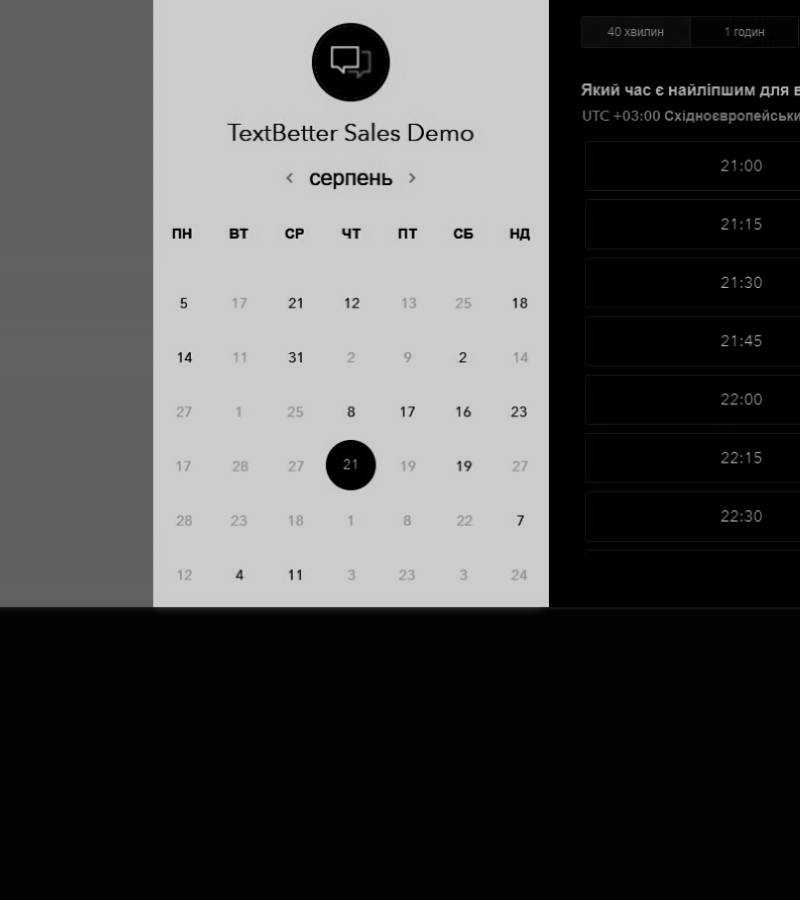 TextBetter Sales Demo
серпень
ПН ВТ СР ЧТ ПТ СБ НД
5 17 21 12 13 25 18
14 11 31 2 9 2 14
27 1 25 8 17 16 23
17 28 27 21 19 19 27
28 23 18 1 8 22 7
12 4 11 3 23 3 24
40 хвилин 1 годин
Який час є найліпшим для в
UTC +03:00 Східноєвропейськи
21:00
21:15
21:30
21:45
22:00
22:15
22:30